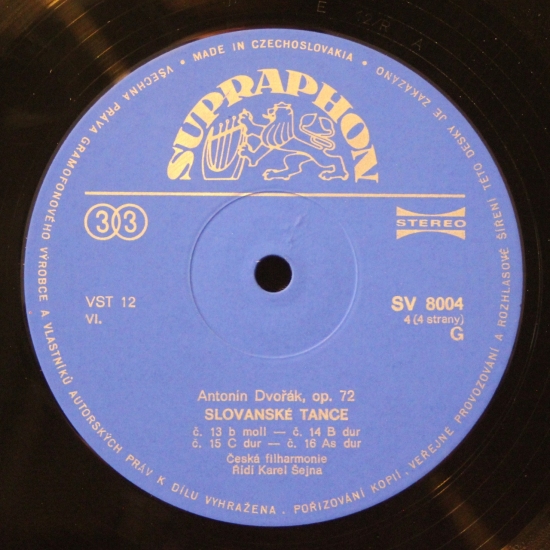 VŠECHNA PRÁVA GRAMOFONOVÉHO VÝROBCE A VLASTNÍKŮ AUTORSKÝCH PRÁV K DÍLU VYHRAŽENA. POŘIZOVÁNÍ KOPIÍ, VEŘEJNÉ PROVOZOVÁNÍ A ROZHLASOVÉ ŠÍŘENÍ TÉTO DESKY JE ZAKÁZÁNO
• MADE IN CZECHOSLOVAKIA •
SUPRAPHON
33
STEREO
VST 12
VI.
SV 8004
4 (4 strany)
G
Antonín Dvořák, op. 72
SLOVANSKÉ TANCE
č. 13 b moll — č. 14 B dur
č. 15 C dur — č. 16 As dur
Česká filharmonie
Řídí Karel Šejna